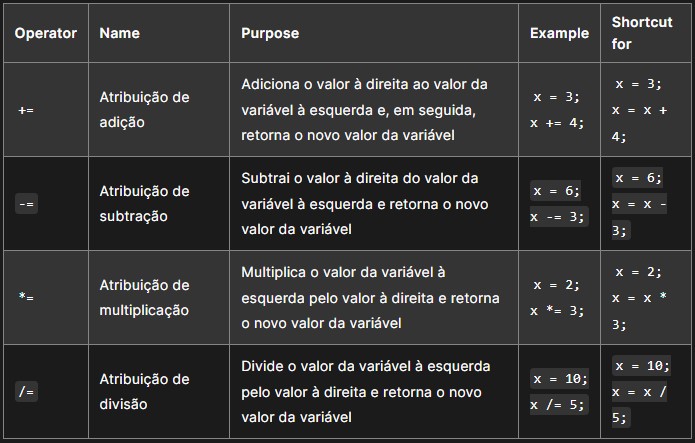 Operator Name Purpose Example Shortcut for
+=
Atribuição de
adição
Adiciona o valor à direita ao valor da
variável à esquerda e, em seguida,
retorna o novo valor da variável
x = 3;
x += 4;
x = 3;
x = x +
4;
-=
Atribuição de
subtração
Subtrai o valor à direita do valor da
variável à esquerda e retorna o novo
valor da variável
x = 6;
x -= 3;
x = 6;
x = x -
3;
*=
Atribuição de
multiplicação
Multiplica o valor da variável à
esquerda pelo valor à direita e retorna
o novo valor da variável
x = 2;
x *= 3;
x = 2;
x = x *
3;
/=
Atribuição de
divisão
Divide o valor da variável à esquerda
pelo valor à direita e retorna o novo
valor da variável
x = 10;
x /= 5;
x = 10;
x = x /
5;